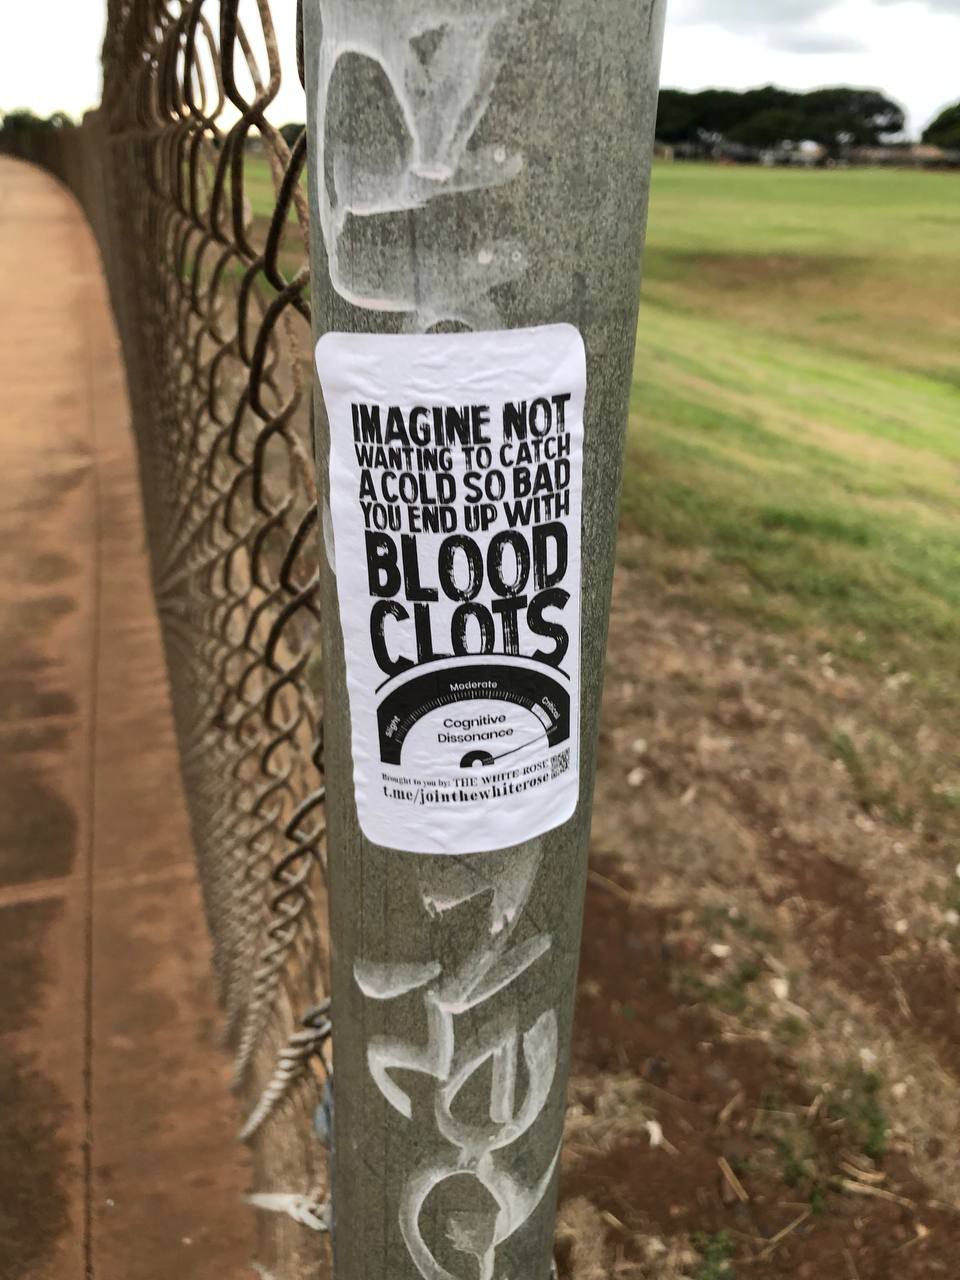 IMAGINE NOT
WANTING TO CATCH
A COLD SO BAD
YOU END UP WITH
BLOOD
CLOTS
Slight Moderate Critical
Cognitive
Dissonance
Brought to you by: THE WHITE ROSE
t.me/jointhewhiterose